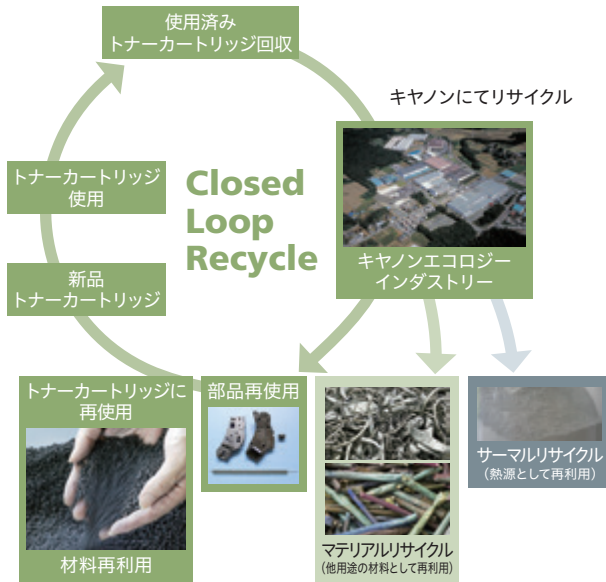 使用済み
トナーカートリッジ回収
キヤノンにてリサイクル
キヤノンエコロジー
インダストリー
トナーカートリッジ
使用
Closed
Loop
Recycle
新品
トナーカートリッジ
トナーカートリッジに
再使用
材料再利用
部品再使用
マテリアルリサイクル
(他用途の材料として再利用)
サーマルリサイクル
(熱源として再利用)